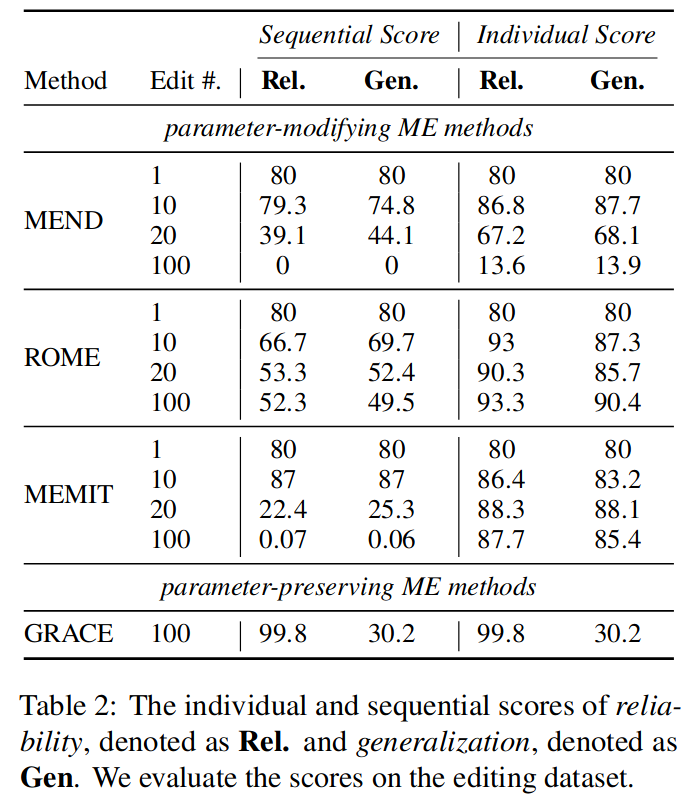 Sequential Score | Individual Score
Method Edit #. | Rel. Gen. | Rel. Gen.
parameter-modifying ME methods
MEND
1 | 80 80 | 80 80
10 | 79.3 74.8 | 86.8 87.7
20 | 39.1 44.1 | 67.2 68.1
100 | 0 0 | 13.6 13.9
ROME
1 | 80 80 | 80 80
10 | 66.7 69.7 | 93 87.3
20 | 53.3 52.4 | 90.3 85.7
100 | 52.3 49.5 | 93.3 90.4
MEMIT
1 | 80 80 | 80 80
10 | 87 87 | 86.4 83.2
20 | 22.4 25.3 | 88.3 88.1
100 | 0.07 0.06 | 87.7 85.4
parameter-preserving ME methods
GRACE 100 | 99.8 30.2 | 99.8 30.2
Table 2: The individual and sequential scores of relia-
bility, denoted as Rel. and generalization, denoted as
Gen. We evaluate the scores on the editing dataset.